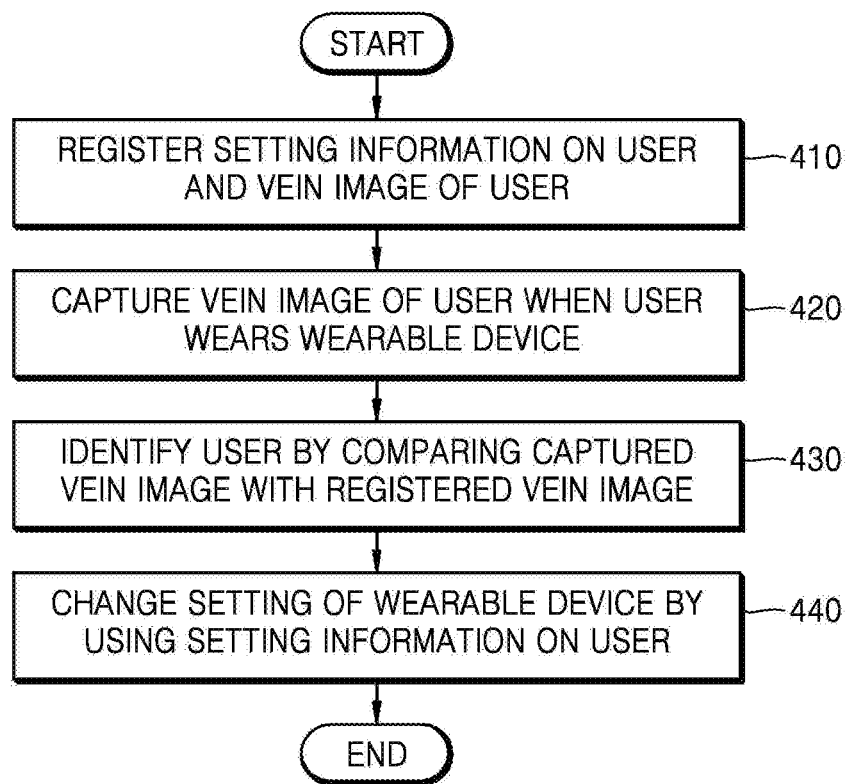 START
REGISTER SETTING INFORMATION ON USER
AND VEIN IMAGE OF USER
410
CAPTURE VEIN IMAGE OF USER WHEN USER
WEARS WEARABLE DEVICE
420
IDENTIFY USER BY COMPARING CAPTURED
VEIN IMAGE WITH REGISTERED VEIN IMAGE
430
CHANGE SETTING OF WEARABLE DEVICE BY
USING SETTING INFORMATION ON USER
440
END